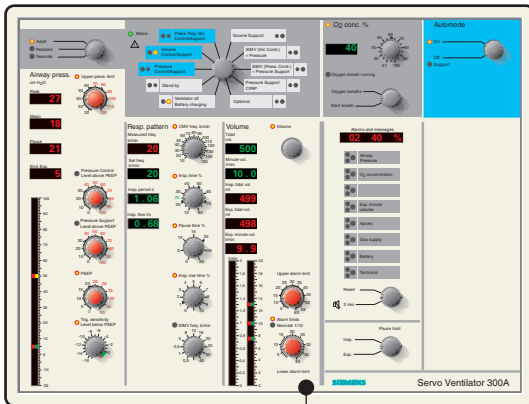 Adult
Pediatric
Neonate
Airway press.
cmH2O
Peak
27
Mean
18
Pause
21
End Exp.
5
Upper press. limit
Pressure Control
Level above PEEP
Pressure Support
Level above PEEP
PEEP
Trig. sensitivity
Level below PEEP
Mains
Press.Reg.Vol.
Control/Support
Volume
Control/Support
Pressure
Control/Support
Stand by
Ventilator off
Battery charging
Volume Support
SIMV (Vol. Contr.)
+ Pressure
SIMV (Press. Contr.)
+ Pressure Support
Pressure Support
CPAP
Optional
Resp. pattern
Measured freq.
b/min
20
Set freq.
b/min
20
Insp. period s
1.06
Insp. flow l/s
0.68
CMV freq. b/min
Insp. time %
Pause time %
Insp. rise time %
SIMV freq. b/min
Volume
Tidal
vol.
500
Minute vol.
l/min
10.0
Insp. tidal vol.
ml
499
Exp. tidal vol.
ml
498
Exp. minute vol.
l/min
9.9
Volume
Upper alarm limit
Alarm limits
Neonate 1/10
Lower alarm limit
O2 conc. %
40
Oxygen breath running
Oxygen breaths
Start breath
Automode
On
Off
Support
Alarms and messages
02 40 %
Airway
Pressure
O2 concentration
Exp. minute
volume
Apnea
Gas supply
Battery
Technical
Reset
2 min
Pause hold
Insp.
Exp.
SIEMENS
Servo Ventilator 300A